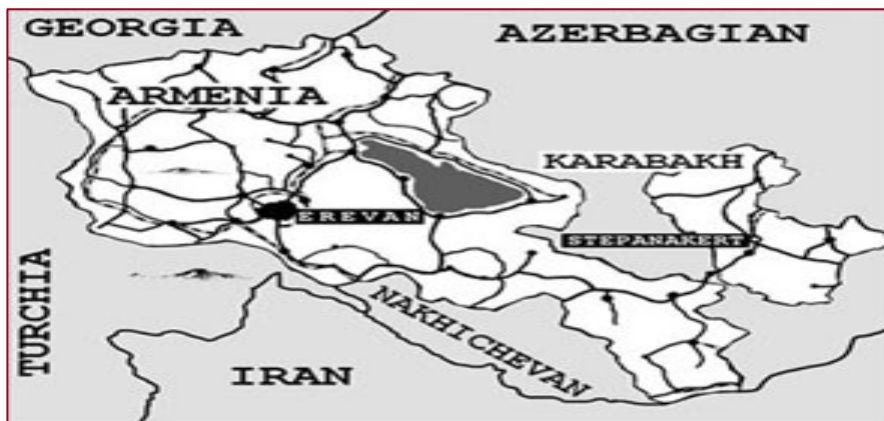 GEORGIA
AZERBAGIAN
ARMENIA
KARABAKH
EREVAN
STEPANAKERT
TURCHIA
NAKHICHEVAN
IRAN